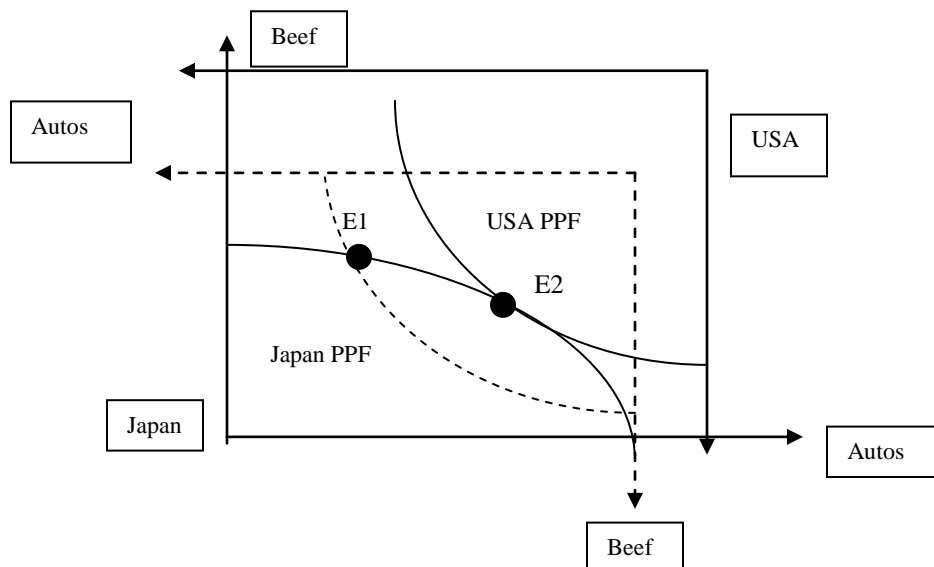 Beef
Autos
USA
E1
USA PPF
E2
Japan PPF
Japan
Autos
Beef